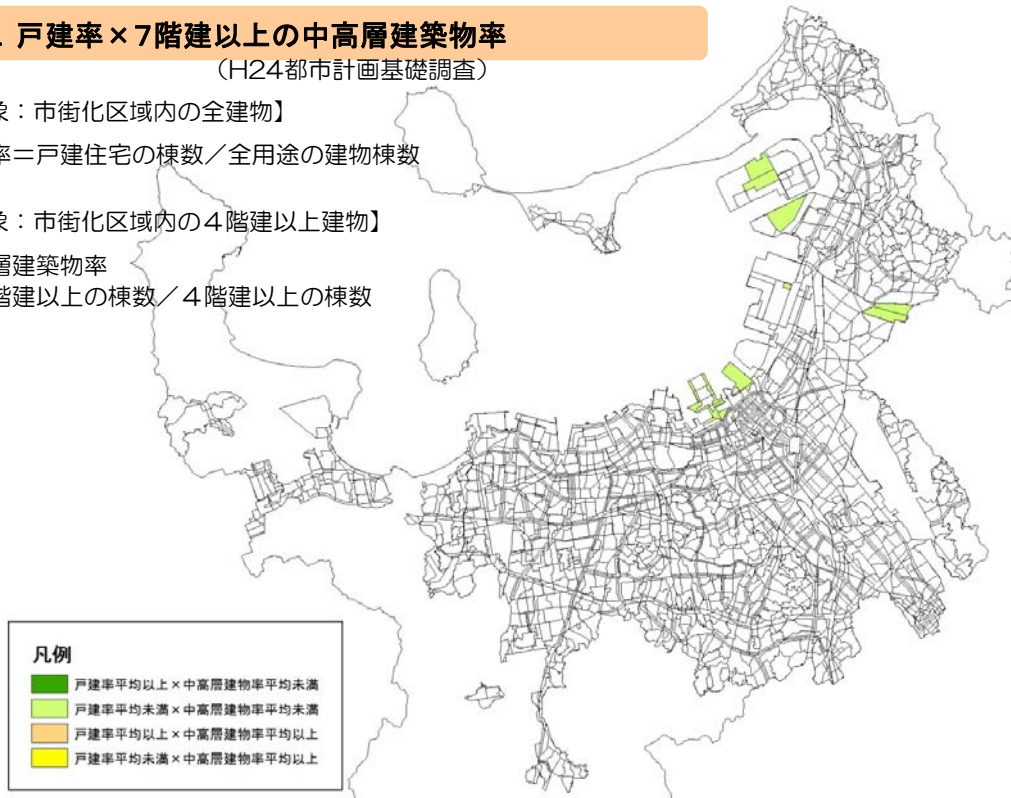 戸建率×7階建以上の中高層建築物率
（H24都市計画基礎調査）
象：市街化区域内の全建物】
率＝戸建住宅の棟数／全用途の建物棟数
象：市街化区域内の４階建以上建物】
層建築物率
階建以上の棟数／４階建以上の棟数
凡例
戸建率平均以上×中高層建物率平均未満
戸建率平均未満×中高層建物率平均未満
戸建率平均以上×中高層建物率平均以上
戸建率平均未満×中高層建物率平均以上